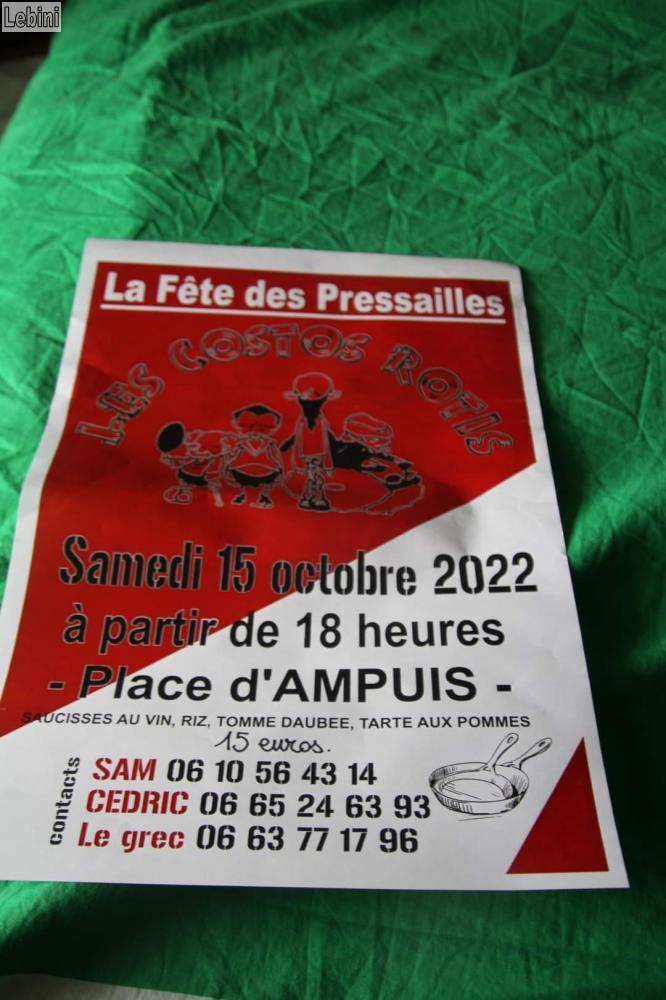 Lebini
La Fête des Pressailles
LES COSTOS ROTIS
Samedi 15 octobre 2022
à partir de 18 heures
- Place d'AMPUIS -
SAUCISSES AU VIN, RIZ, TOMME DAUBEE, TARTE AUX POMMES
15 euros.
contacts
SAM 06 10 56 43 14
CEDRIC 06 65 24 63 93
Le grec 06 63 77 17 96